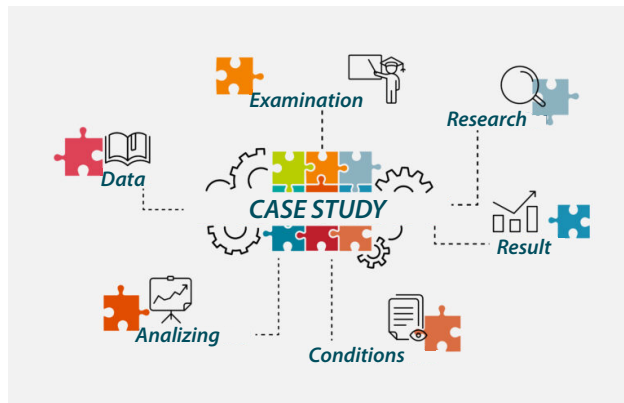 Examination
Research
Data
CASE STUDY
Result
Analizing
Conditions